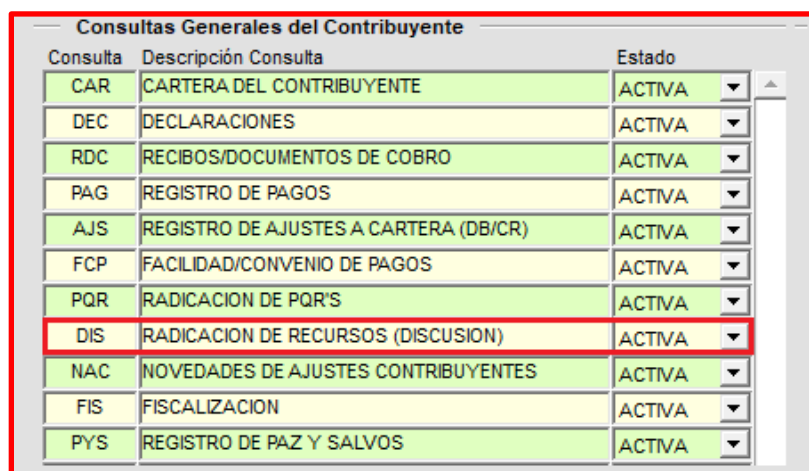 Consultas Generales del Contribuyente
Consulta Descripción Consulta Estado
CAR CARTERA DEL CONTRIBUYENTE ACTIVA
DEC DECLARACIONES ACTIVA
RDC RECIBOS/DOCUMENTOS DE COBRO ACTIVA
PAG REGISTRO DE PAGOS ACTIVA
AJS REGISTRO DE AJUSTES A CARTERA (DB/CR) ACTIVA
FCP FACILIDAD/CONVENIO DE PAGOS ACTIVA
PQR RADICACION DE PQR'S ACTIVA
DIS RADICACION DE RECURSOS (DISCUSION) ACTIVA
NAC NOVEDADES DE AJUSTES CONTRIBUYENTES ACTIVA
FIS FISCALIZACION ACTIVA
PYS REGISTRO DE PAZ Y SALVOS ACTIVA